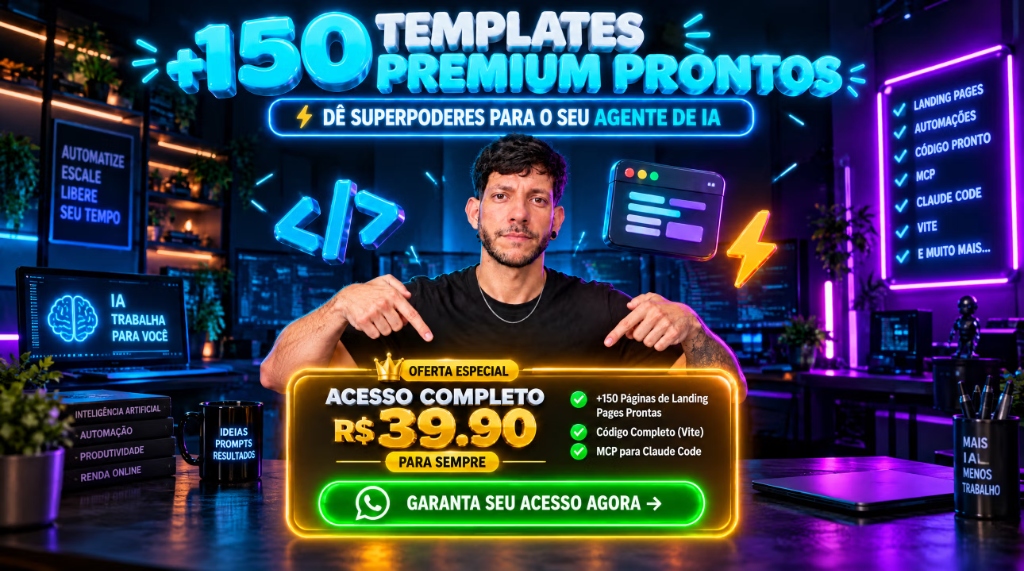 +150 TEMPLATES
PREMIUM PRONTOS
⚡ DÊ SUPERPODERES PARA O SEU AGENTE DE IA
AUTOMATIZE
ESCALE
LIBERE
SEU TEMPO
LANDING PAGES
AUTOMAÇÕES
CÓDIGO PRONTO
MCP
CLAUDE CODE
VITE
E MUITO MAIS...
</>
IA
TRABALHA
PARA VOCÊ
INTELIGÊNCIA ARTIFICIAL
- AUTOMAÇÃO
- PRODUTIVIDADE
- RENDA ONLINE
IDEIAS
PROMPTS
RESULTADOS
OFERTA ESPECIAL
ACESSO COMPLETO
R$ 39.90
PARA SEMPRE
+150 Páginas de Landing
Pages Prontas
Código Completo (Vite)
MCP para Claude Code
GARANTA SEU ACESSO AGORA →
MAIS
IA
MENOS
TRABALHO